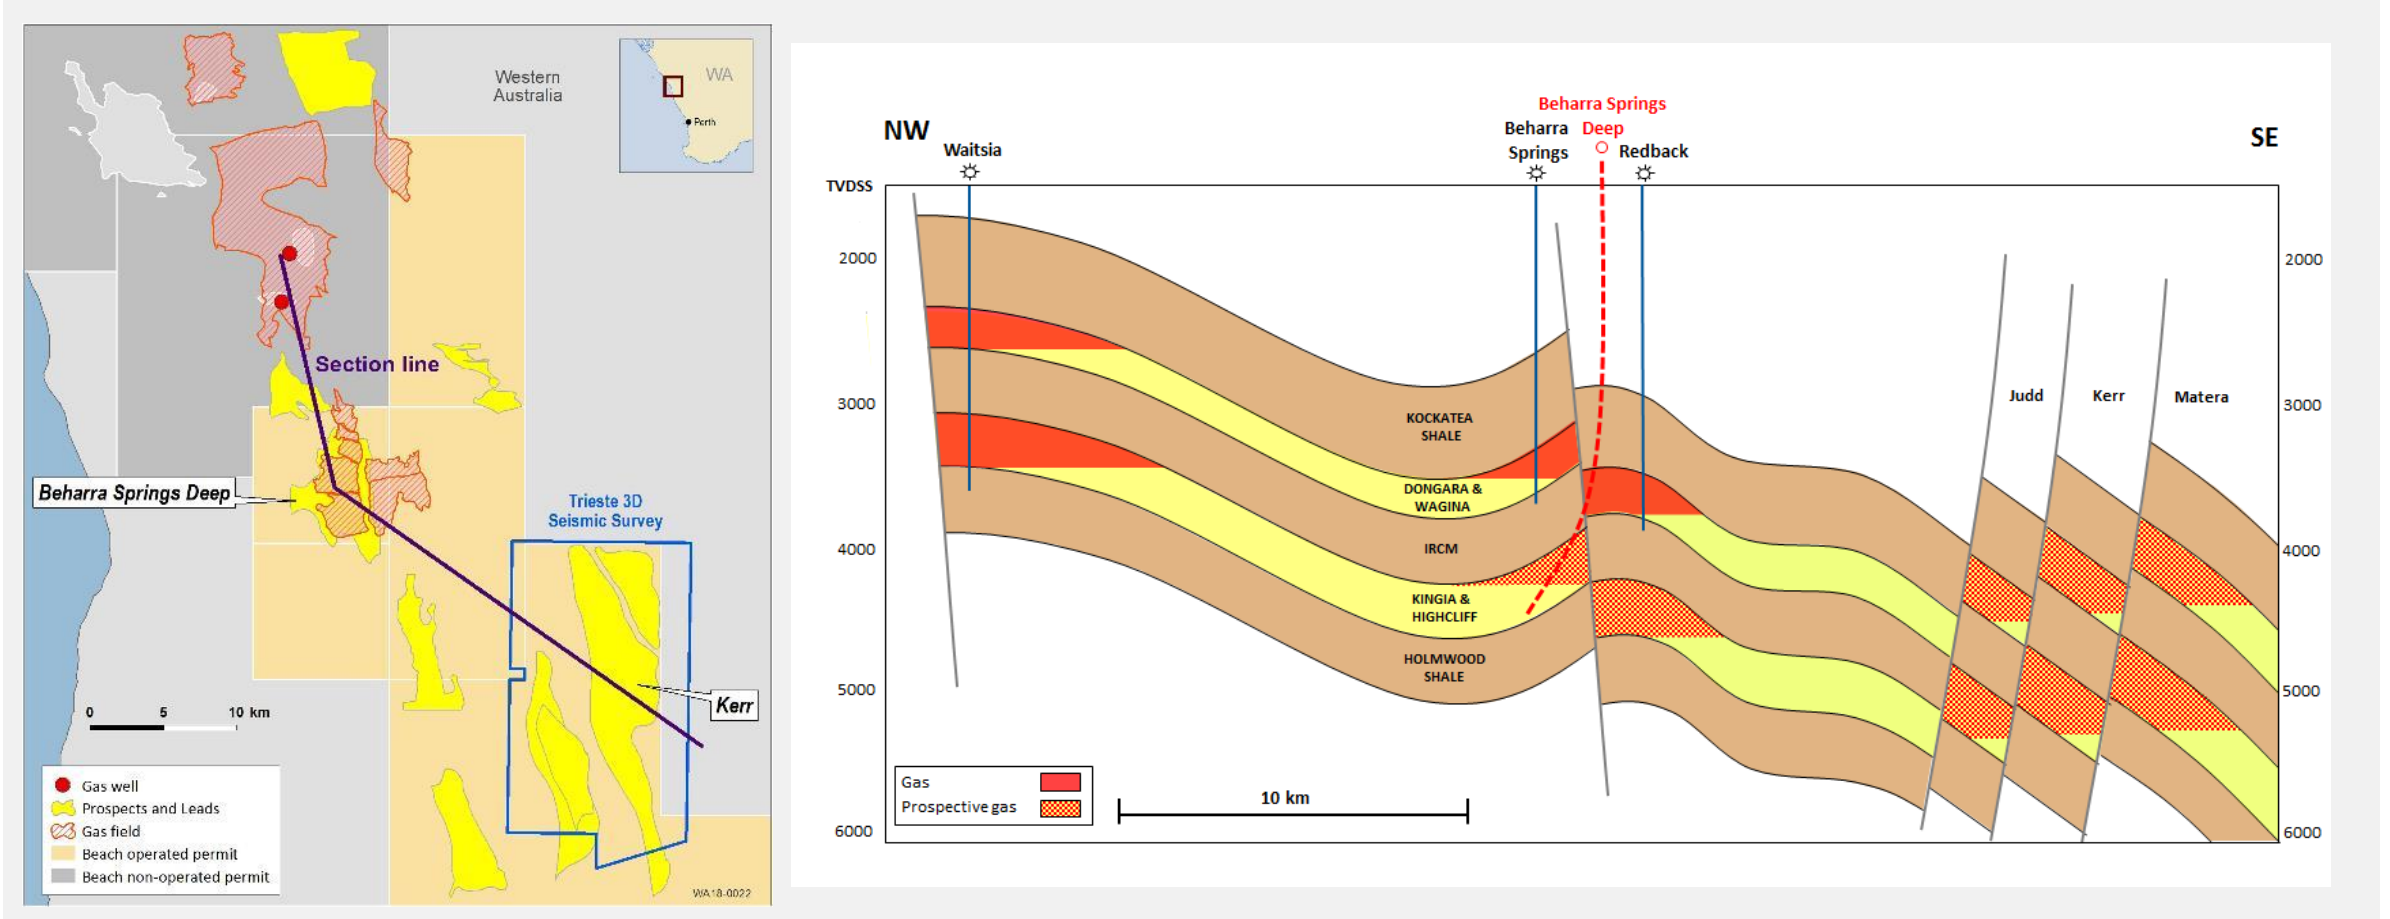 Western
Australia
WA
Perth
Section line
Beharra Springs Deep
Trieste 3D
Seismic Survey
Kerr
0 5 10 km
Gas well
Prospects and Leads
Gas field
Beach operated permit
Beach non-operated permit
WA18-0022
NW
SE
Waitsia
Beharra
Springs
Beharra Springs
Deep
Redback
TVDSS
2000
3000
4000
5000
6000
2000
3000
4000
5000
6000
KOCKATEA
SHALE
DONGARA &
WAGINA
IRCM
KINGIA &
HIGHCLIFF
HOLMWOOD
SHALE
Judd
Kerr
Matera
Gas
Prospective gas
10 km